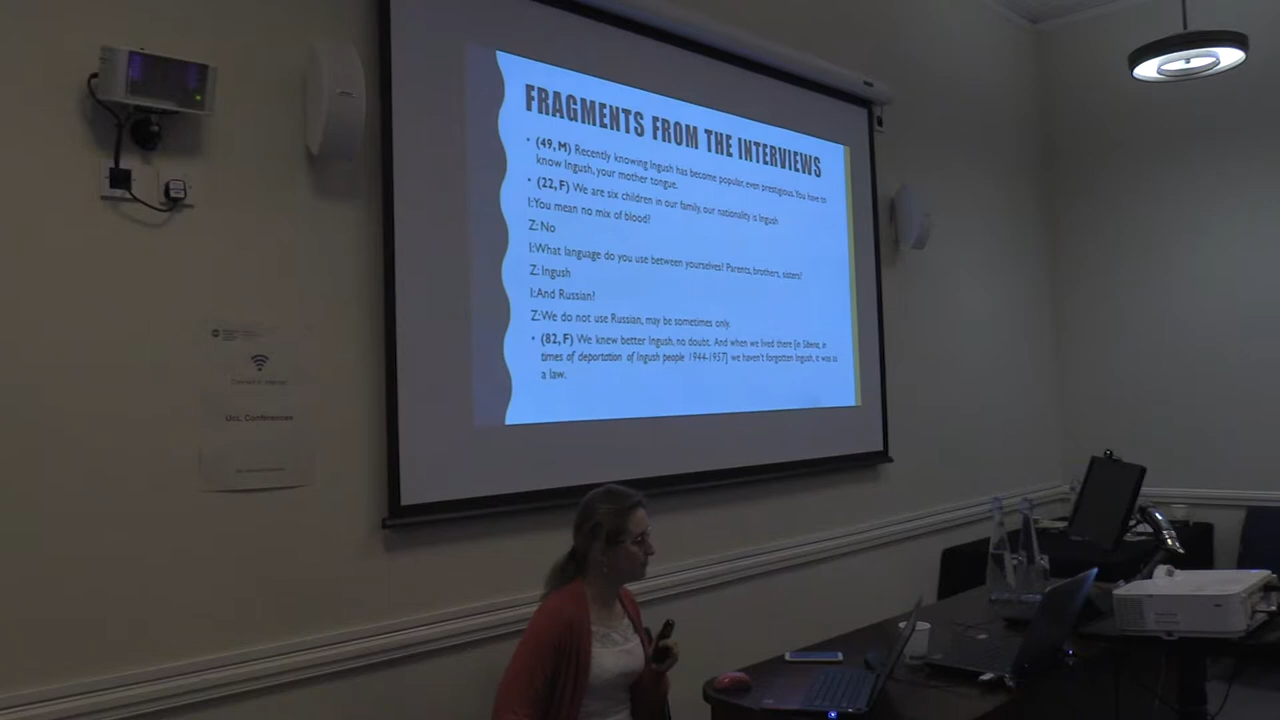 FRAGMENTS FROM THE INTERVIEWS
• (49, M) Recently knowing Ingush has become popular, even prestigious. You have to
know Ingush, your mother tongue.
• (22, F) We are six children in our family, our nationality is Ingush
I: You mean no mix of blood?
Z: No
I: What language do you use between yourselves? Parents, brothers, sisters?
Z: Ingush
I: And Russian?
Z: We do not use Russian, may be sometimes only.
• (82, F) We knew better Ingush, no doubt. And when we lived there [in Siberia, in
times of deportation of Ingush people 1944-1957] we haven't forgotten Ingush, it was as
a law.
UCL Conferences